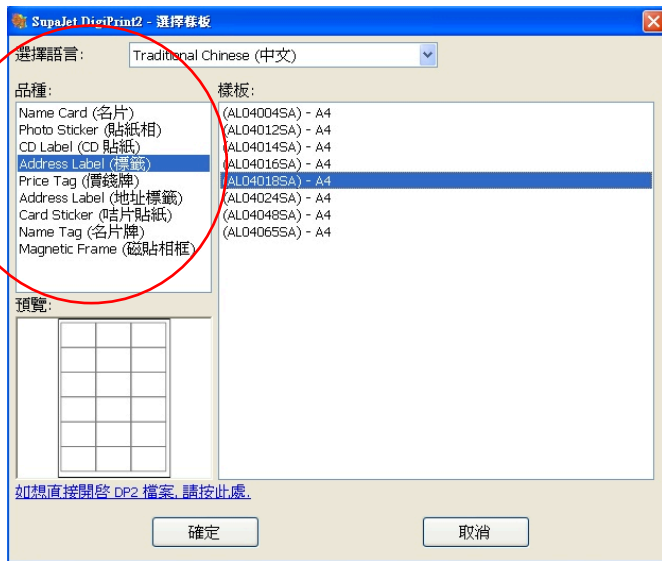 SupaJet DigiPrint2 - 選擇樣板
選擇語言: Traditional Chinese (中文)
品種:
Name Card (名片)
Photo Sticker (貼紙相)
CD Label (CD 貼紙)
Address Label (標籤)
Price Tag (價錢牌)
Address Label (地址標籤)
Card Sticker (咭片貼紙)
Name Tag (名片牌)
Magnetic Frame (磁貼相框)
樣板:
(AL04004SA) - A4
(AL04012SA) - A4
(AL04014SA) - A4
(AL04016SA) - A4
(AL04018SA) - A4
(AL04024SA) - A4
(AL04048SA) - A4
(AL04065SA) - A4
預覽:
如想直接開啓 DP2 檔案, 請按此處.
確定 取消